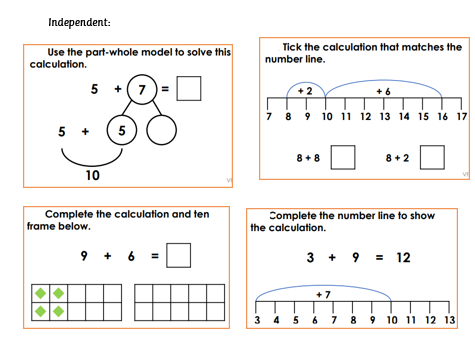 Independent:
Use the part-whole model to solve this
calculation.
5 + 7 =
5 + 5
10
VF
Tick the calculation that matches the
number line.
+ 2 + 6
7 8 9 10 11 12 13 14 15 16 17
8 + 8 8 + 2
VF
Complete the calculation and ten
frame below.
9 + 6 =
Complete the number line to show
the calculation.
3 + 9 = 12
+ 7
3 4 5 6 7 8 9 10 11 12 13